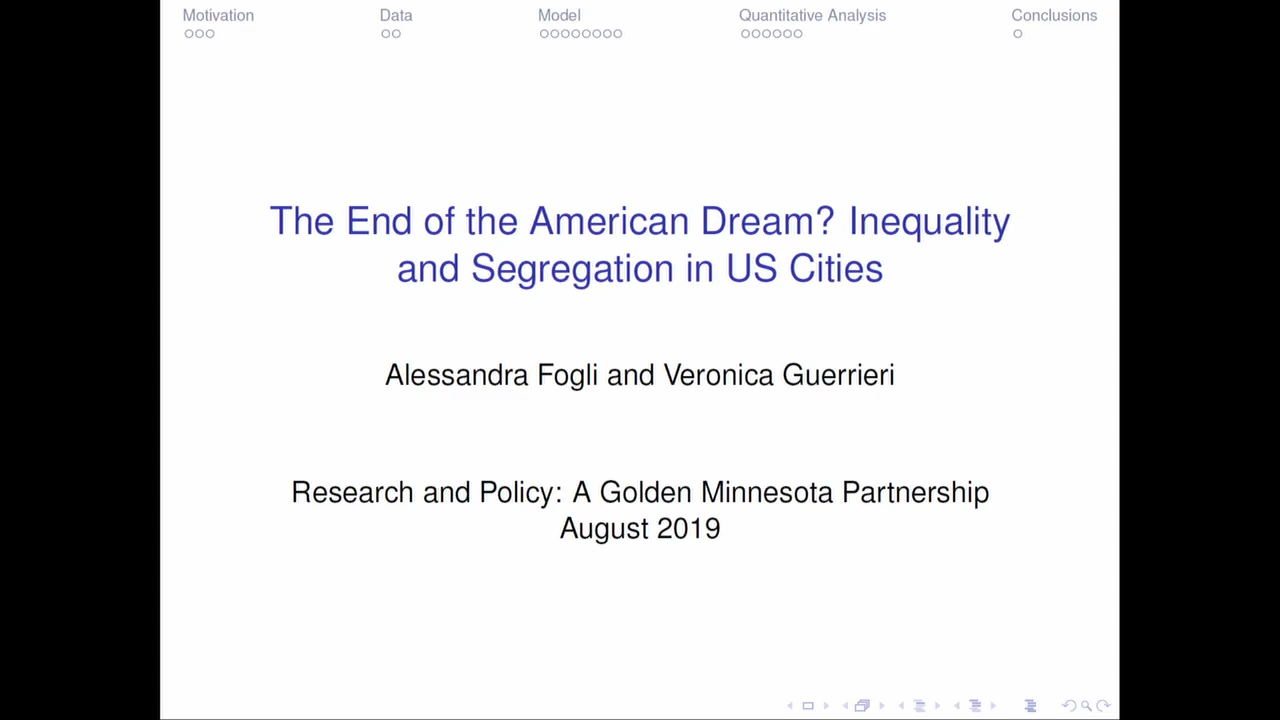 Motivation Data Model Quantitative Analysis Conclusions
The End of the American Dream? Inequality
and Segregation in US Cities
Alessandra Fogli and Veronica Guerrieri
Research and Policy: A Golden Minnesota Partnership
August 2019